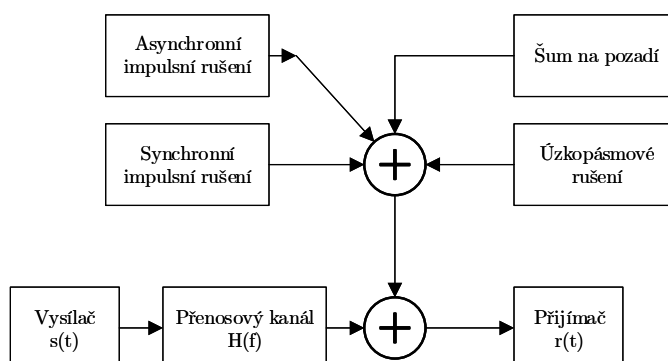 Asynchronní
impulsní rušení
Šum na pozadí
Synchronní
impulsní rušení
Úzkopásmové
rušení
Vysílač
s(t)
Přenosový kanál
H(f)
Přijímač
r(t)